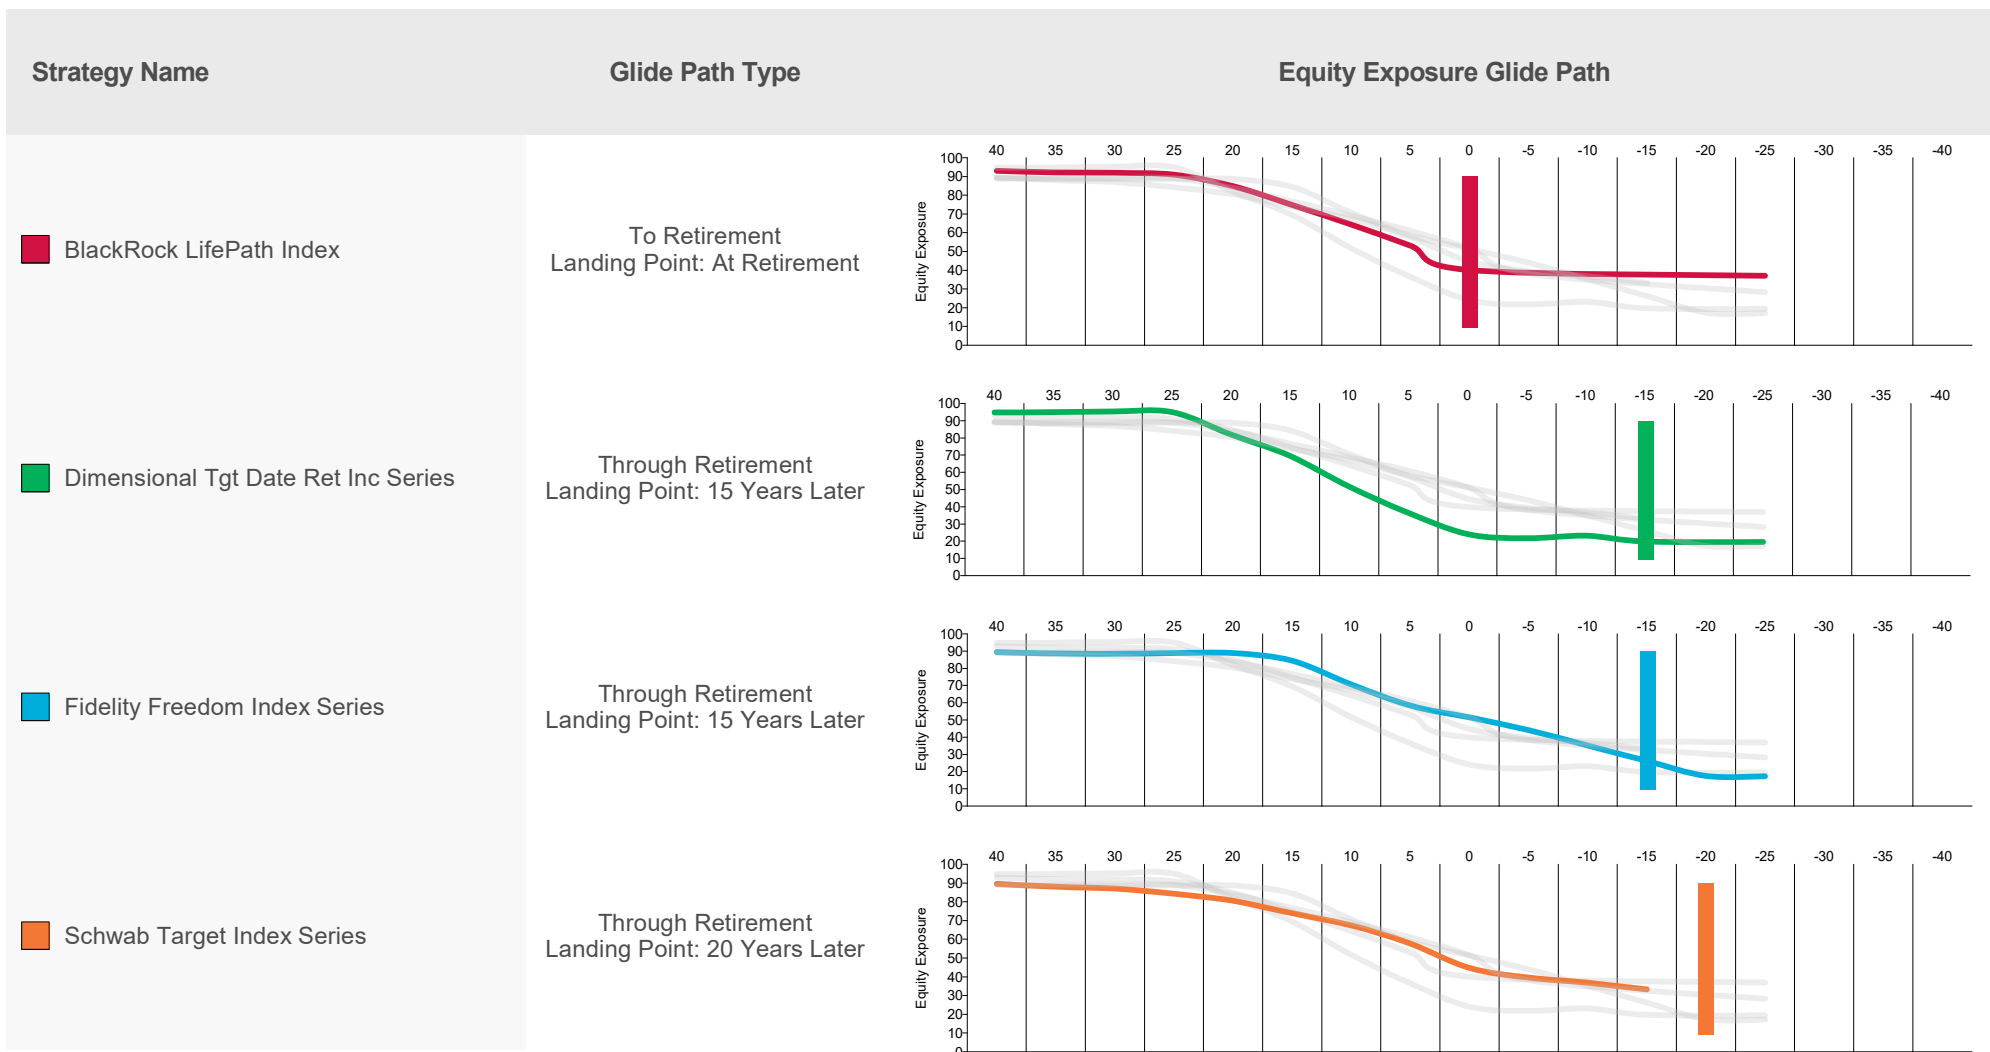 Strategy Name
Glide Path Type
Equity Exposure Glide Path
BlackRock LifePath Index
To Retirement
Landing Point: At Retirement
40 35 30 25 20 15 10 5 0 -5 -10 -15 -20 -25 -30 -35 -40
Equity Exposure
100
90
80
70
60
50
40
30
20
10
0
Dimensional Tgt Date Ret Inc Series
Through Retirement
Landing Point: 15 Years Later
40 35 30 25 20 15 10 5 0 -5 -10 -15 -20 -25 -30 -35 -40
Equity Exposure
100
90
80
70
60
50
40
30
20
10
0
Fidelity Freedom Index Series
Through Retirement
Landing Point: 15 Years Later
40 35 30 25 20 15 10 5 0 -5 -10 -15 -20 -25 -30 -35 -40
Equity Exposure
100
90
80
70
60
50
40
30
20
10
0
Schwab Target Index Series
Through Retirement
Landing Point: 20 Years Later
40 35 30 25 20 15 10 5 0 -5 -10 -15 -20 -25 -30 -35 -40
Equity Exposure
100
90
80
70
60
50
40
30
20
10
0